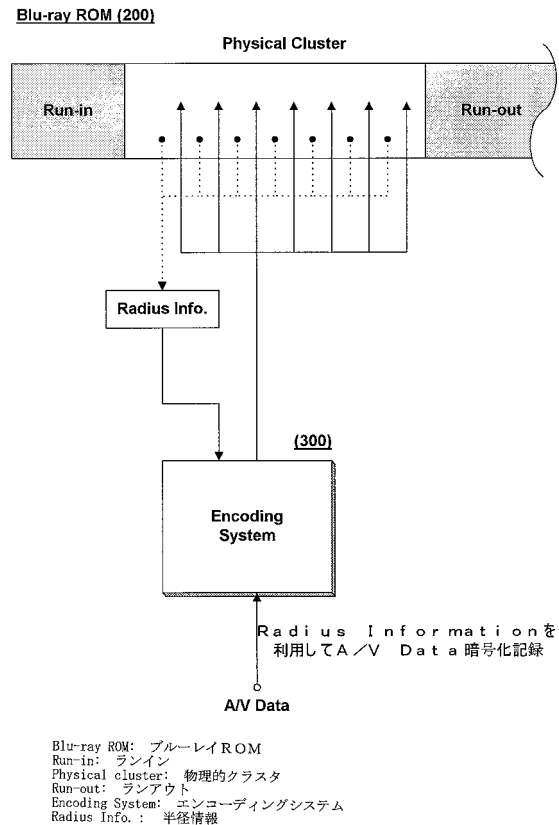 Blu-ray ROM (200)
Physical Cluster
Run-in
Run-out
Radius Info.
(300)
Encoding
System
Ｒａｄｉｕｓ　Ｉｎｆｏｒｍａｔｉｏｎを
利用してＡ／Ｖ　Ｄａｔａ暗号化記録
A/V Data
Blu-ray ROM: ブルーレイＲＯＭ
Run-in: ランイン
Physical cluster: 物理的クラスタ
Run-out: ランアウト
Encoding System: エンコーディングシステム
Radius Info.: 半径情報